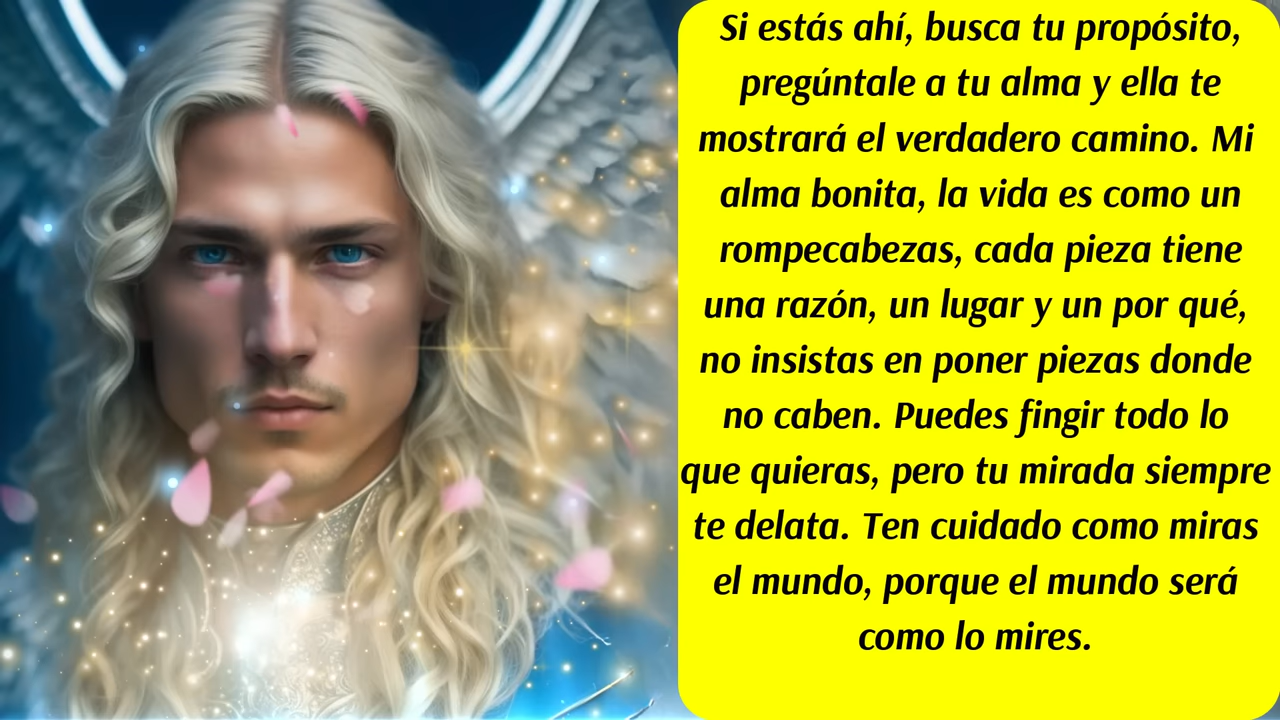 Si estás ahí, busca tu propósito,
pregúntale a tu alma y ella te
mostrará el verdadero camino. Mi
alma bonita, la vida es como un
rompecabezas, cada pieza tiene
una razón, un lugar y un por qué,
no insistas en poner piezas donde
no caben. Puedes fingir todo lo
que quieras, pero tu mirada siempre
te delata. Ten cuidado como miras
el mundo, porque el mundo será
como lo mires.